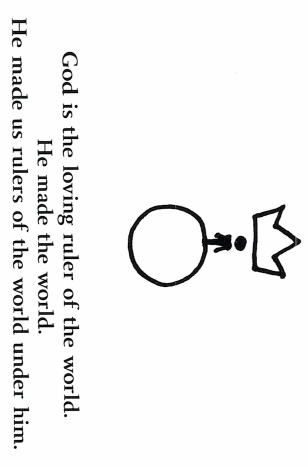 God is the loving ruler of the world.
He made the world.
He made us rulers of the world under him.